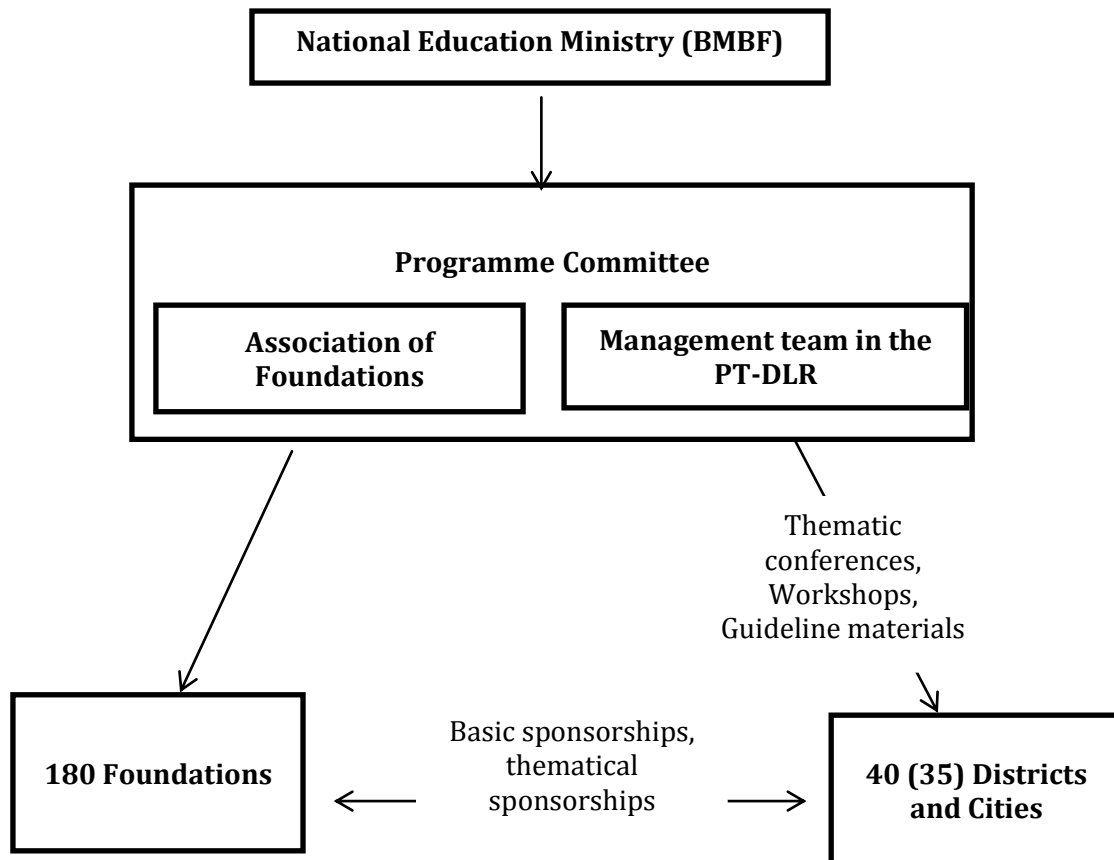 National Education Ministry (BMBF)
Programme Committee
Association of
Foundations
Management team in the
PT-DLR
Thematic
conferences,
Workshops,
Guideline materials
180 Foundations
Basic sponsorships,
thematical
sponsorships
40 (35) Districts
and Cities